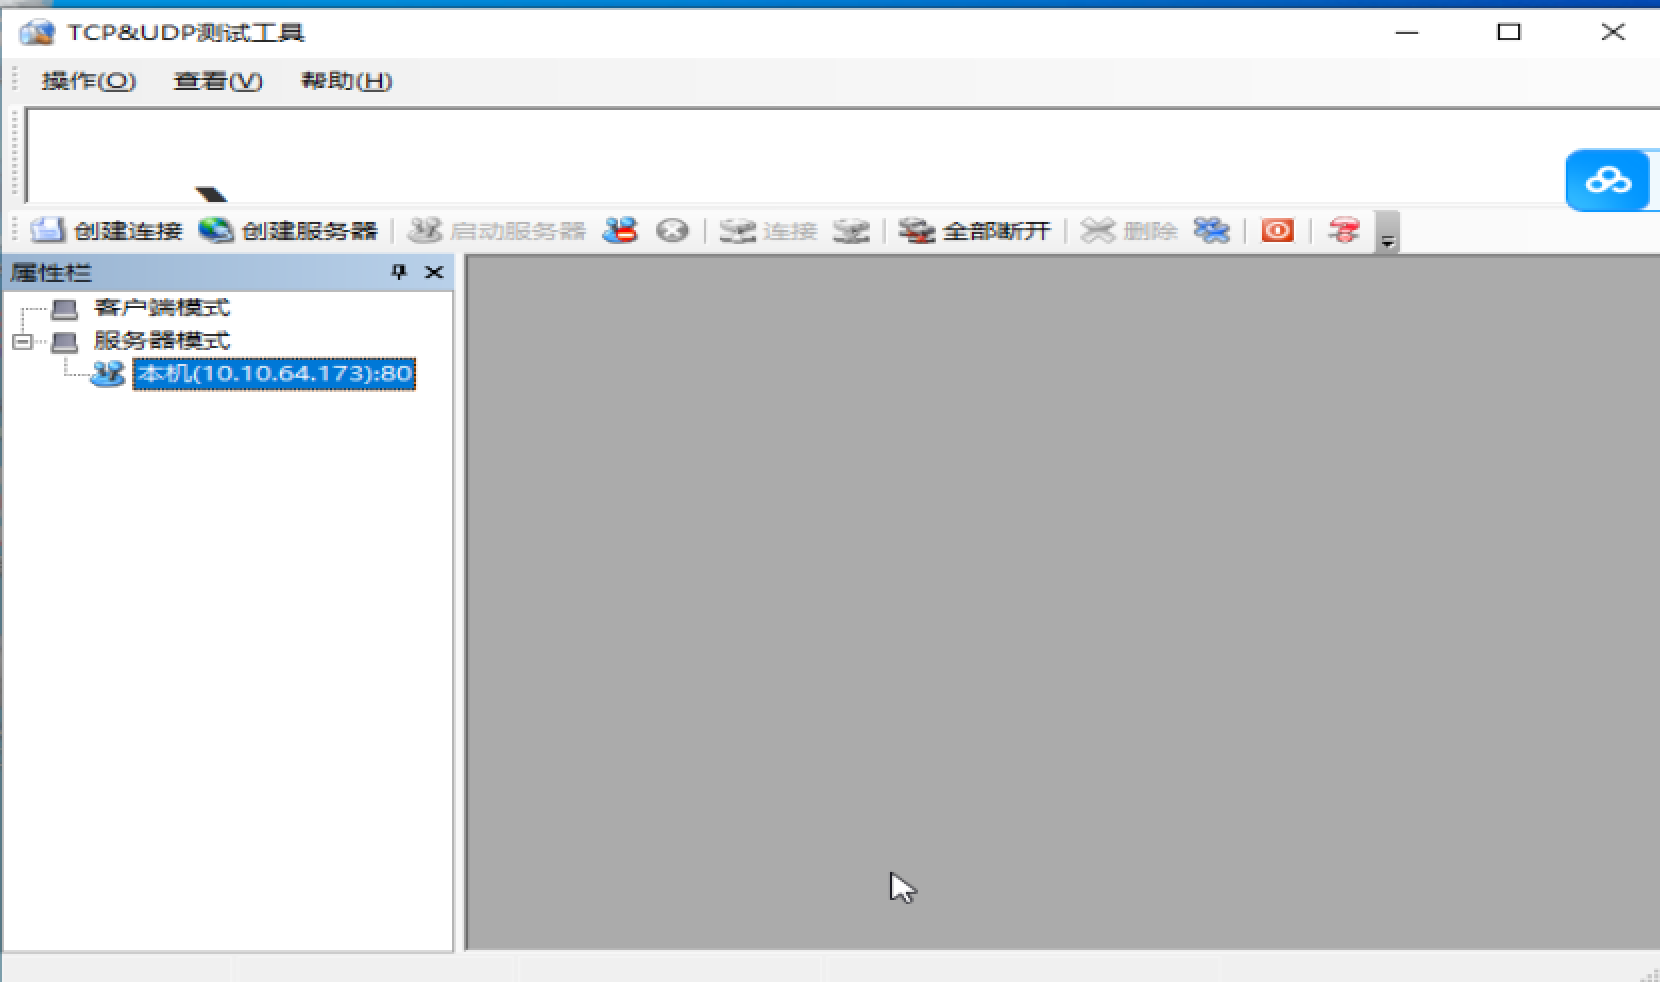 TCP&UDP测试工具
操作(O) 查看(V) 帮助(H)
创建连接 创建服务器 启动服务器 连接 全部断开 删除
属性栏
客户端模式
服务器模式
本机(10.10.64.173):80